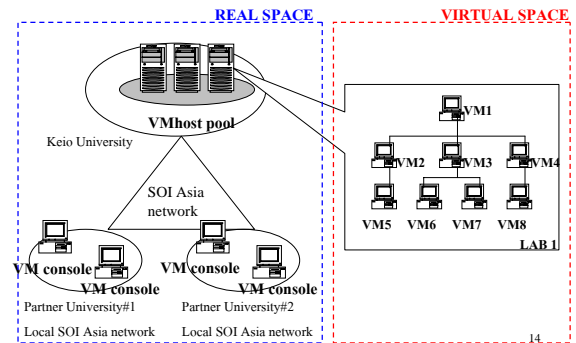 REAL SPACE
VIRTUAL SPACE
VMhost pool
Keio University
SOI Asia
network
VM console
VM console
VM console
VM console
Partner University#1
Partner University#2
Local SOI Asia network
Local SOI Asia network
VM1
VM2
VM3
VM4
VM5
VM6
VM7
VM8
LAB 1
14